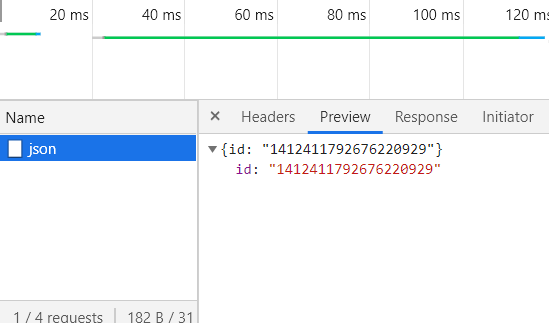 20 ms 40 ms 60 ms 80 ms 100 ms 120 ms
Name
Headers Preview Response Initiator
json
{id: "1412411792676220929"}
id: "1412411792676220929"
1 / 4 requests 182 B / 31